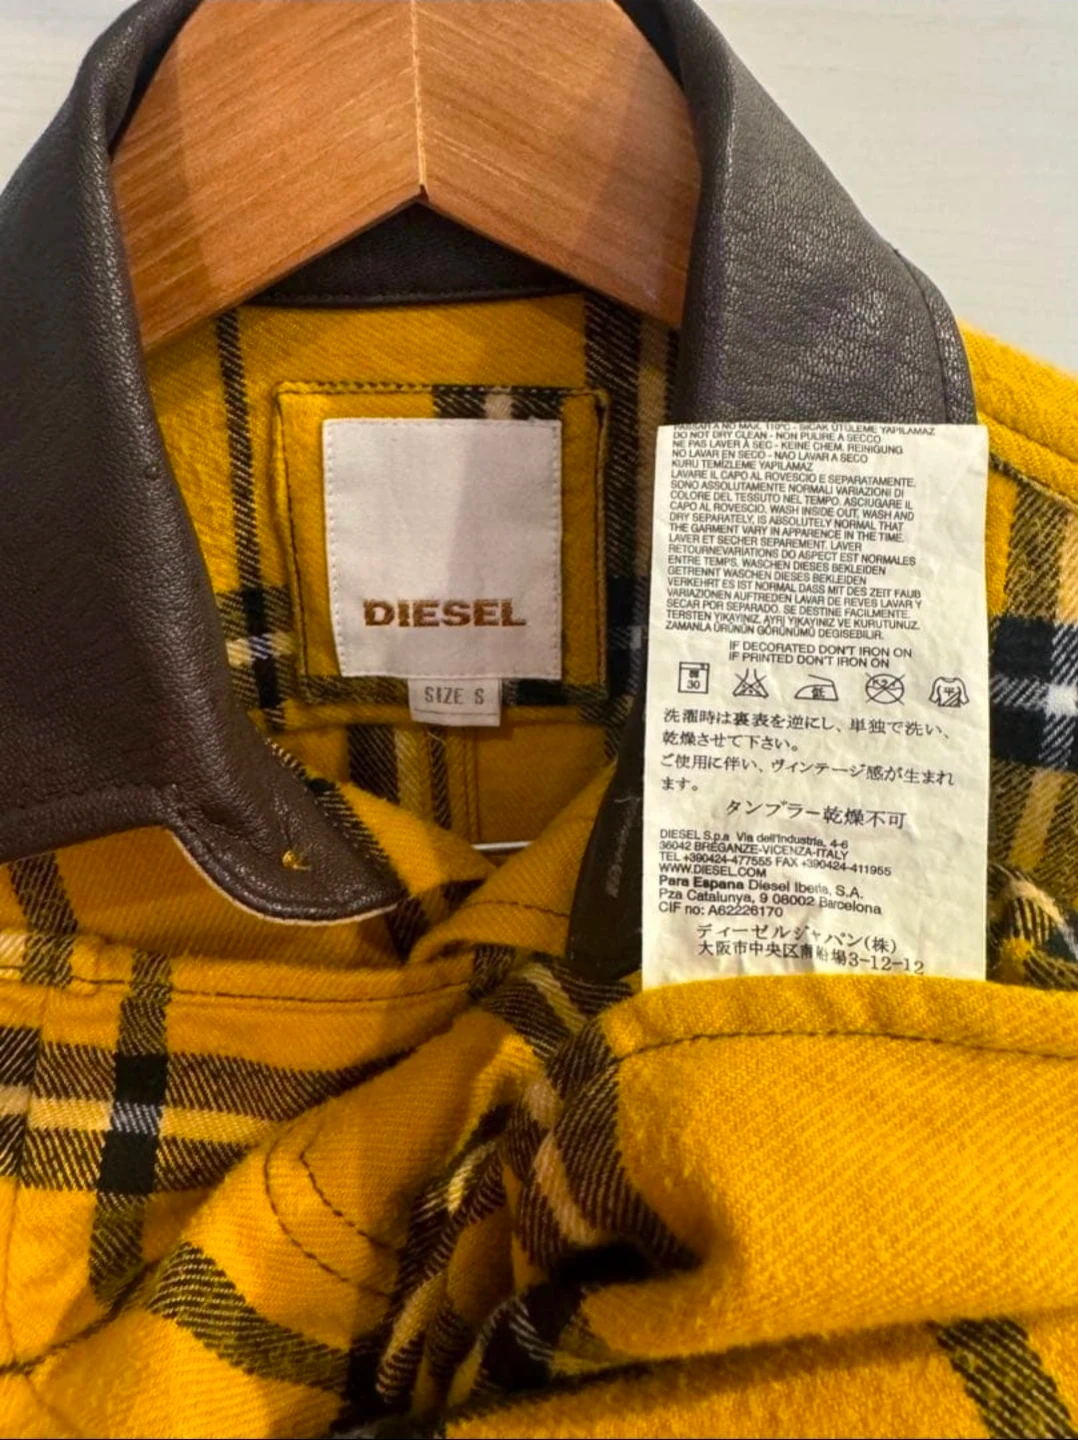 DIESEL
SIZE S
PASSAR A NO MAX. 110°C - SICAK ÜTÜLEME YAPILAMAZ
DO NOT DRY CLEAN - NON PULIRE A SECCO
NE PAS LAVER À SEC - KEINE CHEM. REINIGUNG
NO LAVAR EN SECO - NAO LAVAR A SECO
KURU TEMİZLEME YAPILAMAZ
LAVARE IL CAPO AL ROVESCIO E SEPARATAMENTE.
SONO ASSOLUTAMENTE NORMALI VARIAZIONI DI
COLORE DEL TESSUTO NEL TEMPO. ASCIUGARE IL
CAPO AL ROVESCIO. WASH INSIDE OUT, WASH AND
DRY SEPARATELY, IS ABSOLUTELY NORMAL THAT
THE GARMENT VARY IN APPARENCE IN THE TIME.
LAVER ET SECHER SEPAREMENT. LAVER
RETOURNEVARIATIONS DO ASPECT EST NORMALES
ENTRE TEMPS. WASCHEN DIESES BEKLEIDEN
GETRENNT WASCHEN DIESES BEKLEIDEN
VERKEHRT ES IST NORMAL DASS MIT DES ZEIT FAUB
VARIAZIONEN AUFTREDEN LAVAR DE REVES LAVAR Y
SECAR POR SEPARADO. SE DESTINE FACILMENTE.
TERSTEN YIKAYINIZ. AYRI YIKAYINIZ VE KURUTUNUZ.
ZAMANLA ÜRÜNÜN GÖRÜNÜMÜ DEGISEBILIR.
IF DECORATED DON'T IRON ON
IF PRINTED DON'T IRON ON
30
洗濯時は裏表を逆にし、単独で洗い、
乾燥させて下さい。
ご使用に伴い、ヴィンテージ感が生まれ
ます。
タンブラー乾燥不可
DIESEL S.p.a Via dell'Industria, 4-6
36042 BREGANZE-VICENZA-ITALY
TEL +390424-477555 FAX +390424-411955
WWW.DIESEL.COM
Para Espana Diesel Iberia, S.A.
Pza Catalunya, 9 08002 Barcelona
CIF no: A62226170
ディーゼルジャパン(株)
大阪市中央区南船場3-12-12